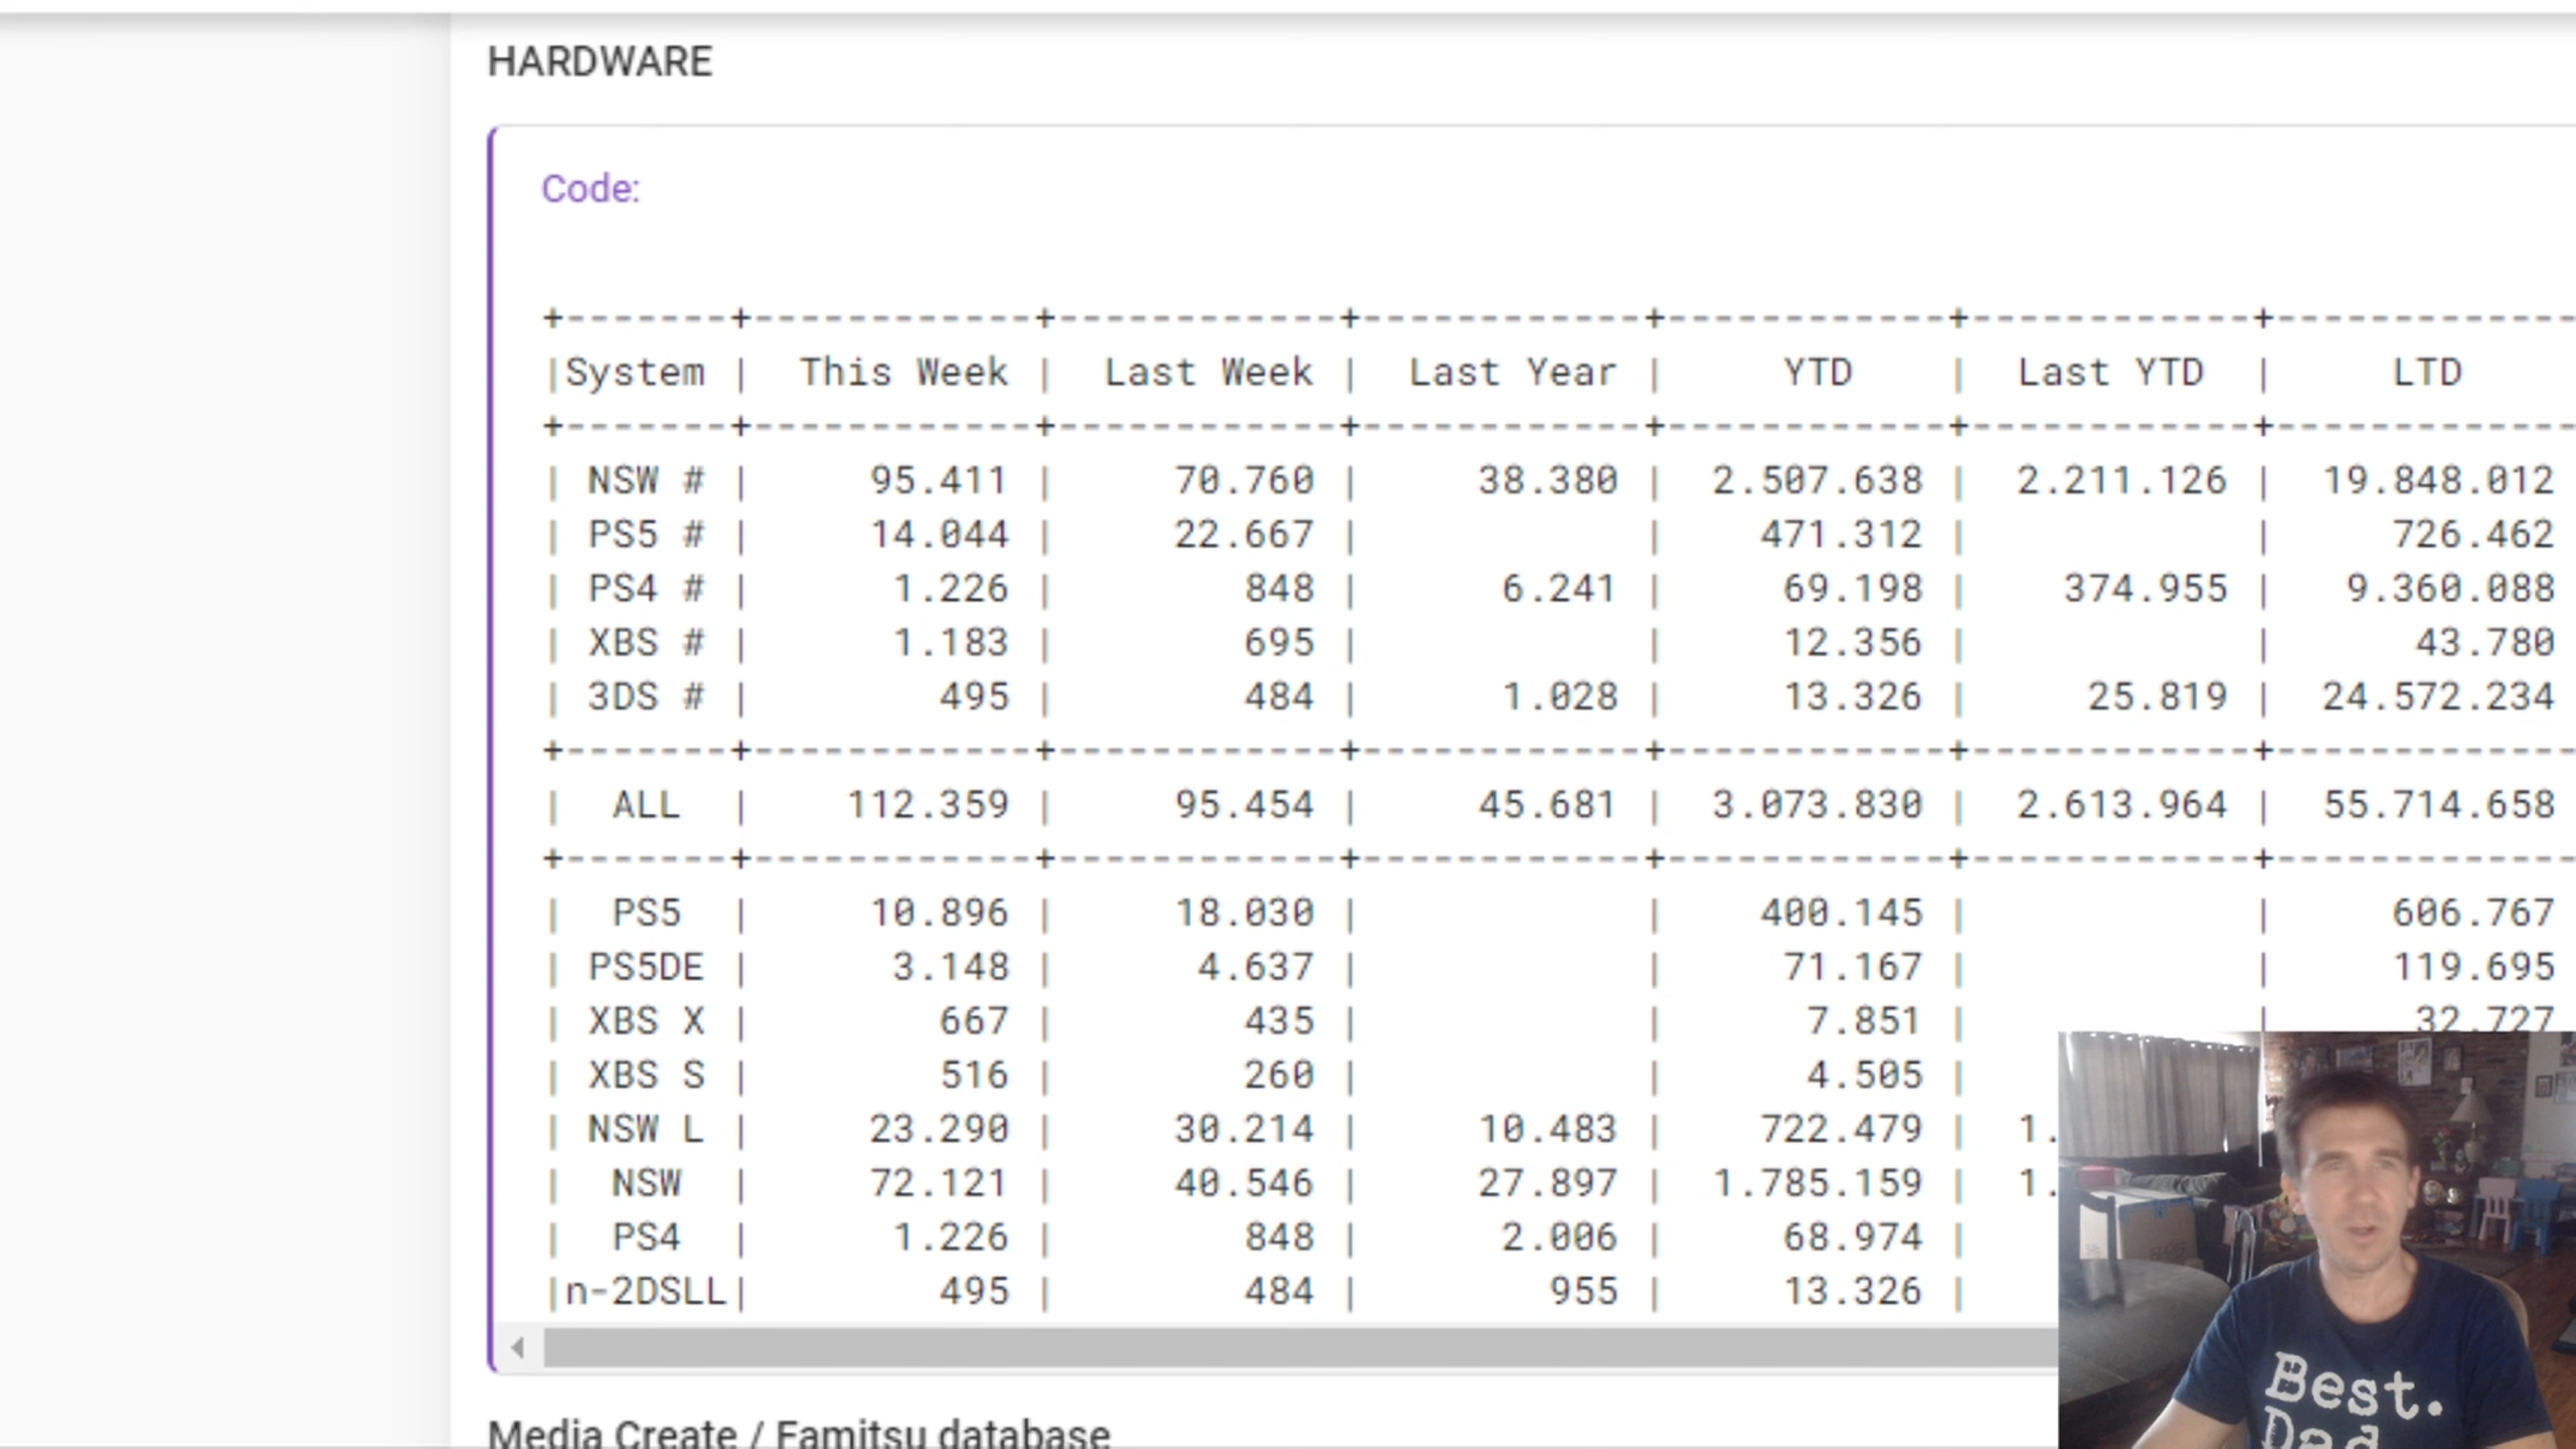 HARDWARE
Code:
+-------+------------+------------+------------+------------+------------+------------
|System |  This Week |  Last Week |  Last Year |     YTD    |  Last YTD  |     LTD
+-------+------------+------------+------------+------------+------------+------------
| NSW # |     95.411 |     70.760 |     38.380 |  2.507.638 |  2.211.126 | 19.848.012
| PS5 # |     14.044 |     22.667 |            |    471.312 |            |    726.462
| PS4 # |      1.226 |        848 |      6.241 |     69.198 |    374.955 |  9.360.088
| XBS # |      1.183 |        695 |            |     12.356 |            |     43.780
| 3DS # |        495 |        484 |      1.028 |     13.326 |     25.819 | 24.572.234
+-------+------------+------------+------------+------------+------------+------------
|  ALL  |    112.359 |     95.454 |     45.681 |  3.073.830 |  2.613.964 | 55.714.658
+-------+------------+------------+------------+------------+------------+------------
|  PS5  |     10.896 |     18.030 |            |    400.145 |            |    606.767
| PS5DE |      3.148 |      4.637 |            |     71.167 |            |    119.695
| XBS X |        667 |        435 |            |      7.851 |            |     32.727
| XBS S |        516 |        260 |            |      4.505 |
| NSW L |     23.290 |     30.214 |     10.483 |    722.479 |  1.
|  NSW  |     72.121 |     40.546 |     27.897 |  1.785.159 |  1.
|  PS4  |      1.226 |        848 |      2.006 |     68.974 |
|n-2DSLL|        495 |        484 |        955 |     13.326 |
Media Create / Famitsu database
Best.
Dad